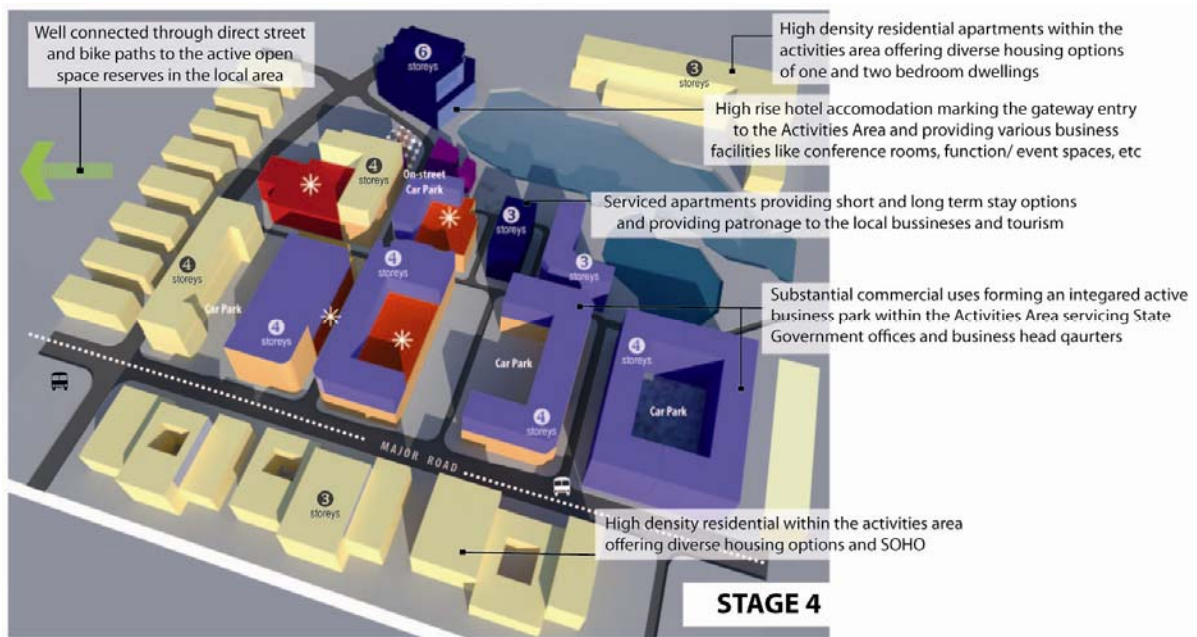 Well connected through direct street
and bike paths to the active open
space reserves in the local area
High density residential apartments within the
activities area offering diverse housing options
of one and two bedroom dwellings
High rise hotel accomodation marking the gateway entry
to the Activities Area and providing various business
facilities like conference rooms, function/ event spaces, etc
Serviced apartments providing short and long term stay options
and providing patronage to the local bussineses and tourism
Substantial commercial uses forming an integared active
business park within the Activities Area servicing State
Government offices and business head qaurters
6
storeys
3
storeys
4
storeys
On-street
Car Park
3
storeys
4
storeys
4
storeys
3
storeys
Car Park
4
storeys
4
storeys
Car Park
Car Park
4
storeys
MAJOR ROAD
3
storeys
High density residential within the activities area
offering diverse housing options and SOHO
STAGE 4